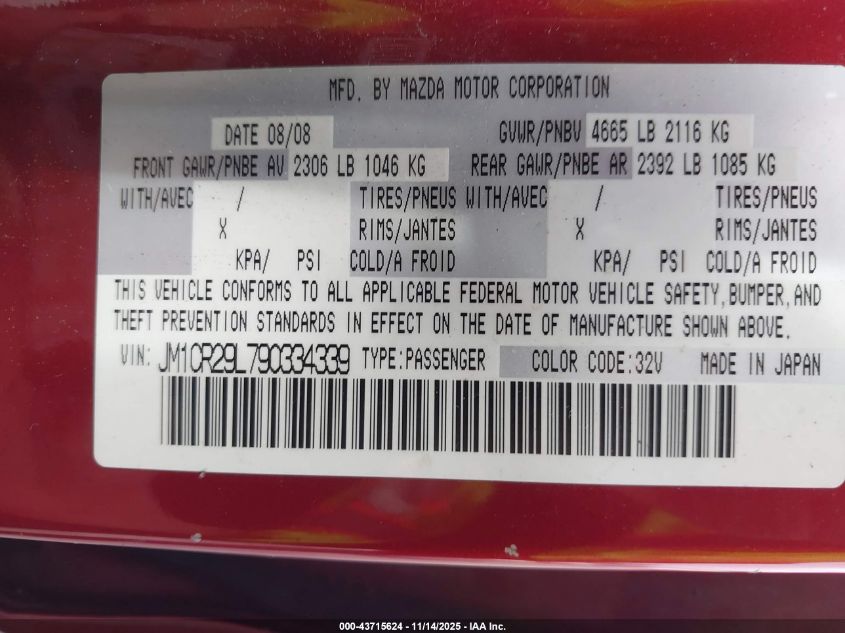 MFD. BY MAZDA MOTOR CORPORATION
DATE 08/08 GVWR/PNBV 4665 LB 2116 KG
FRONT GAWR/PNBE AV 2306 LB 1046 KG REAR GAWR/PNBE AR 2392 LB 1085 KG
WITH/AVEC / TIRES/PNEUS WITH/AVEC / TIRES/PNEUS
X RIMS/JANTES X RIMS/JANTES
KPA/ PSI COLD/A FROID KPA/ PSI COLD/A FROID
THIS VEHICLE CONFORMS TO ALL APPLICABLE FEDERAL MOTOR VEHICLE SAFETY, BUMPER, AND
THEFT PREVENTION STANDARDS IN EFFECT ON THE DATE OF MANUFACTURE SHOWN ABOVE.
VIN: JM1CR29L790334339 TYPE:PASSENGER COLOR CODE:32V MADE IN JAPAN
000-43715624 - 11/14/2025 - IAA Inc.